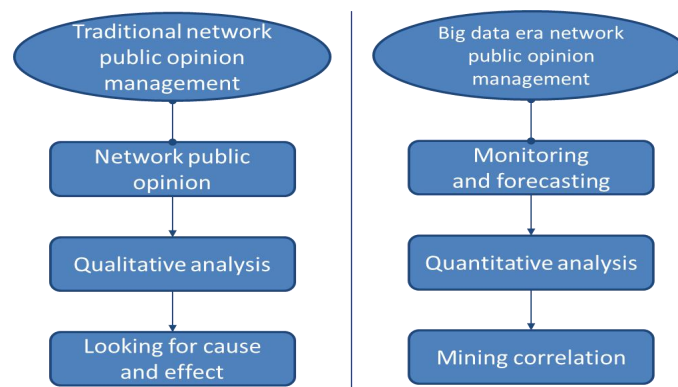 Traditional network
public opinion
management
Network public
opinion
Qualitative analysis
Looking for cause
and effect
Big data era network
public opinion
management
Monitoring
and forecasting
Quantitative analysis
Mining correlation